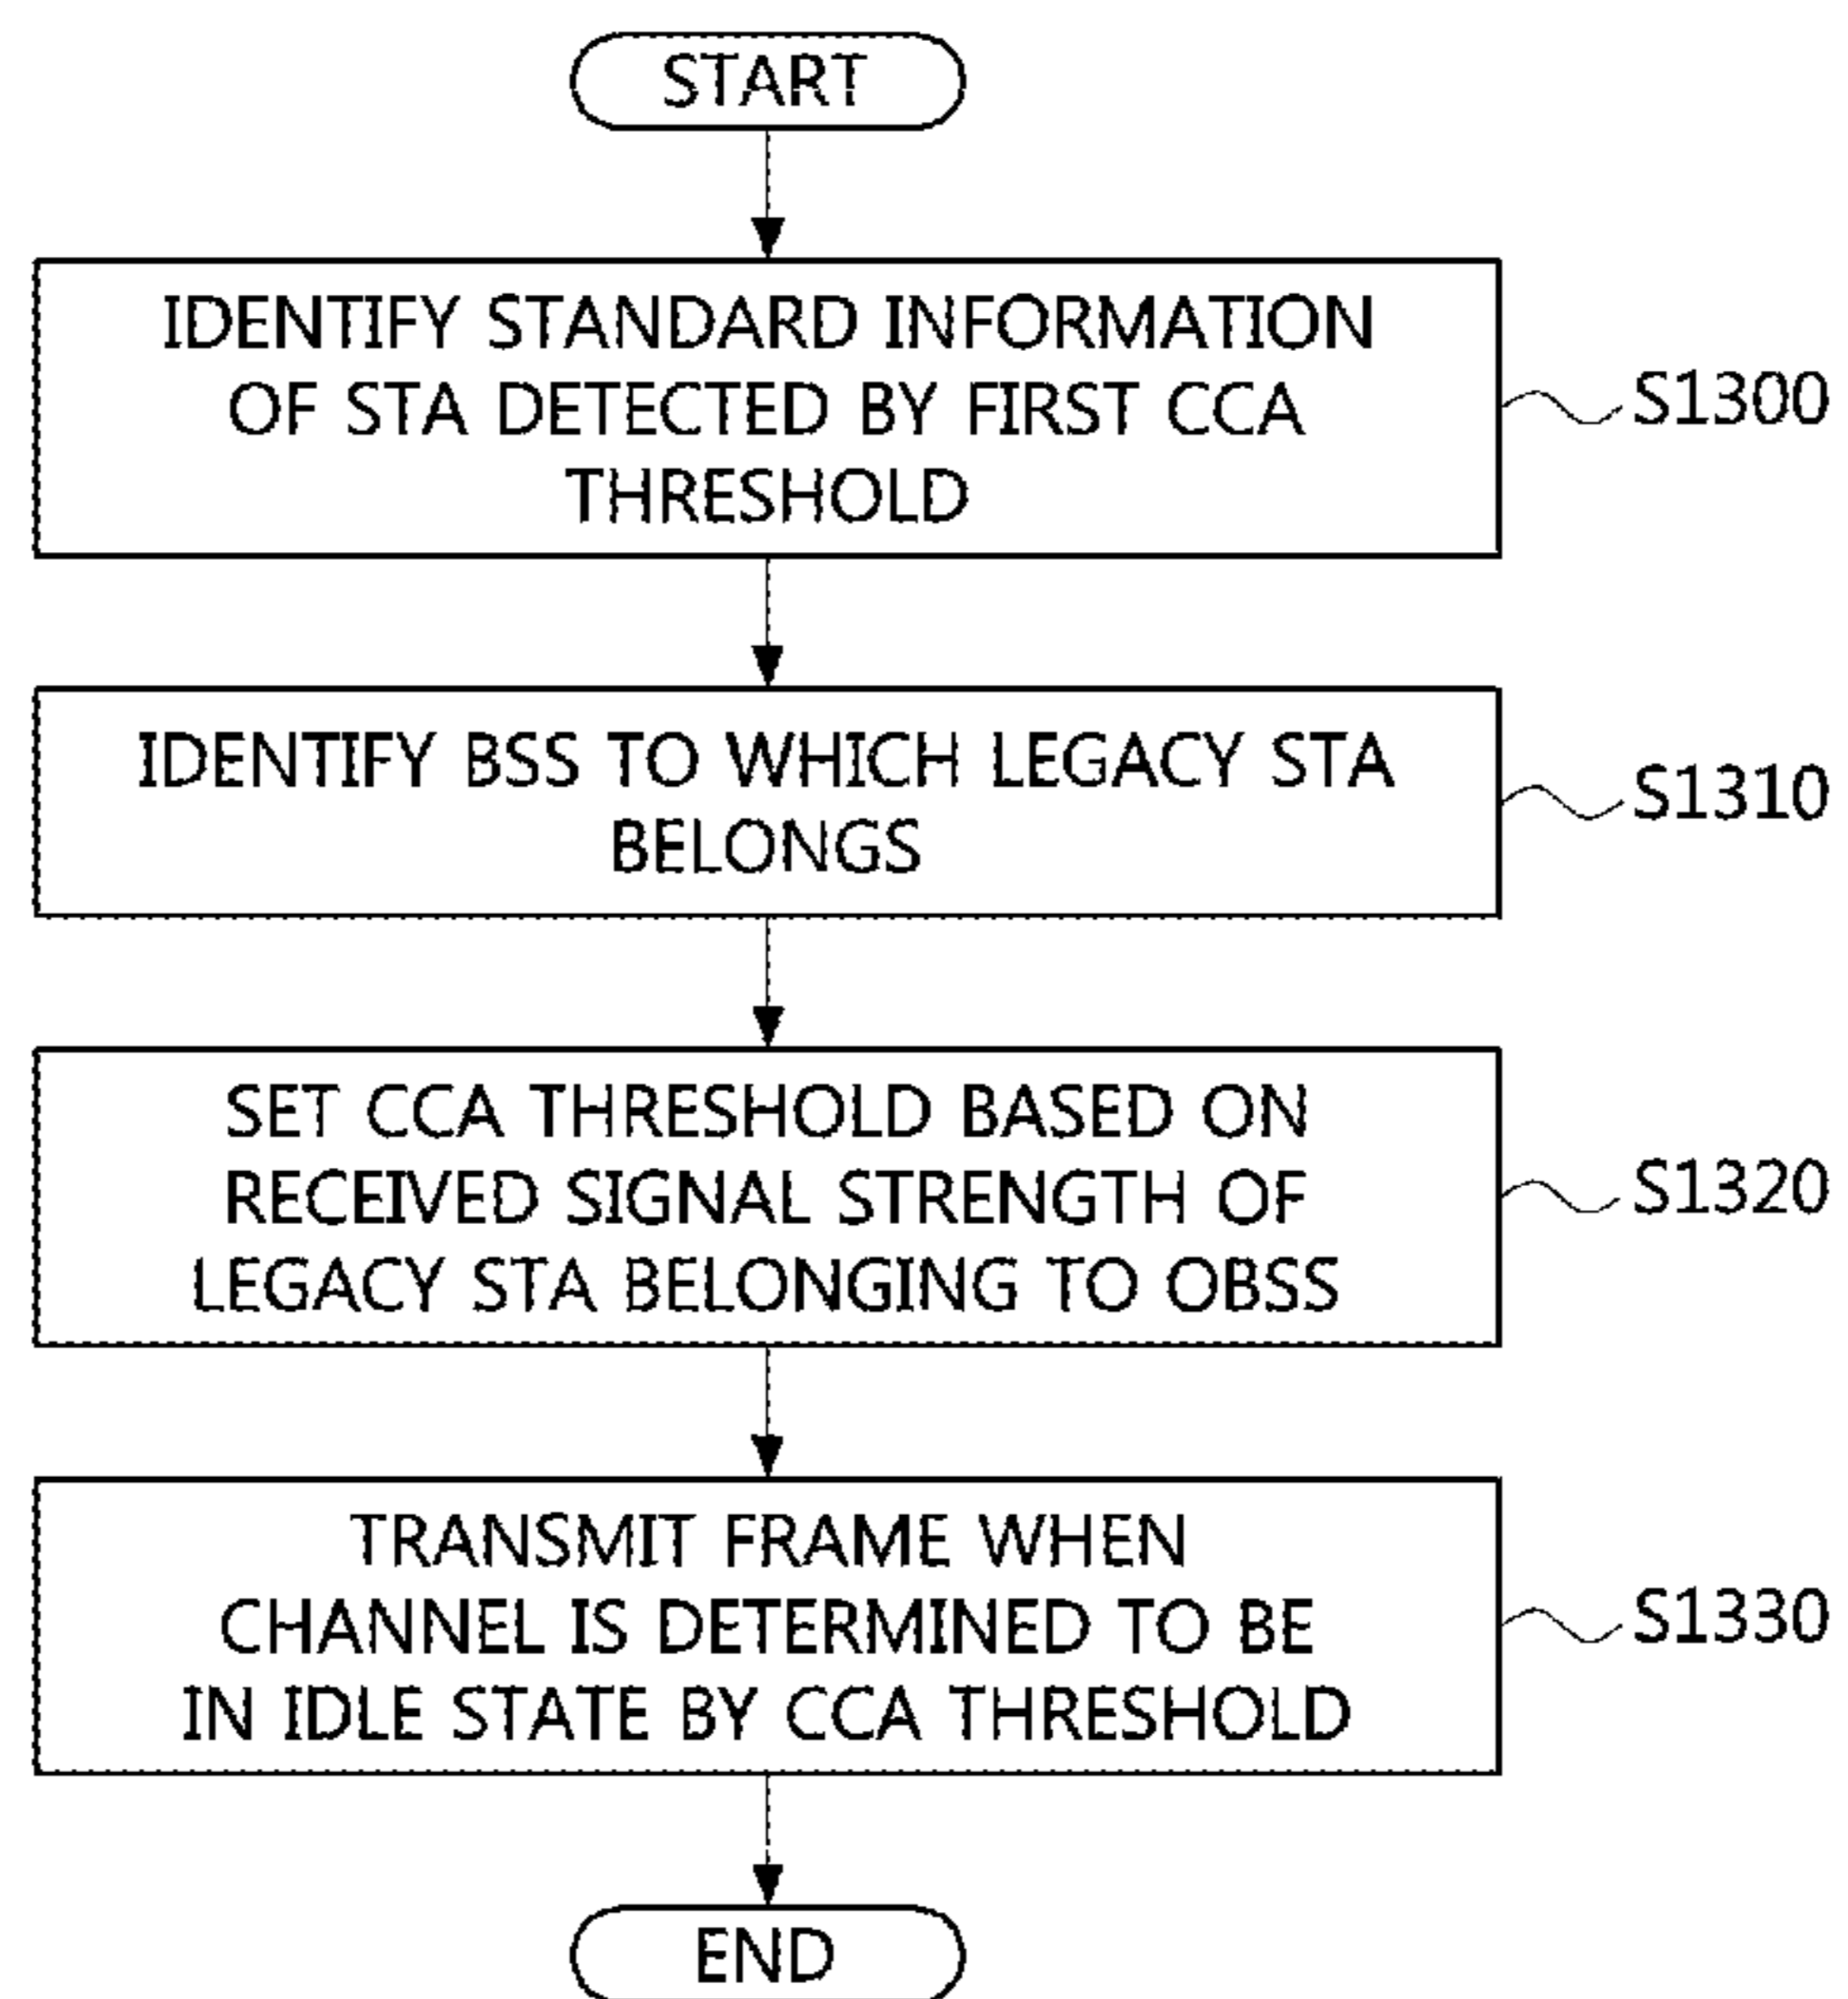 START
IDENTIFY STANDARD INFORMATION
OF STA DETECTED BY FIRST CCA
THRESHOLD
S1300
IDENTIFY BSS TO WHICH LEGACY STA
BELONGS
S1310
SET CCA THRESHOLD BASED ON
RECEIVED SIGNAL STRENGTH OF
LEGACY STA BELONGING TO OBSS
S1320
TRANSMIT FRAME WHEN
CHANNEL IS DETERMINED TO BE
IN IDLE STATE BY CCA THRESHOLD
S1330
END